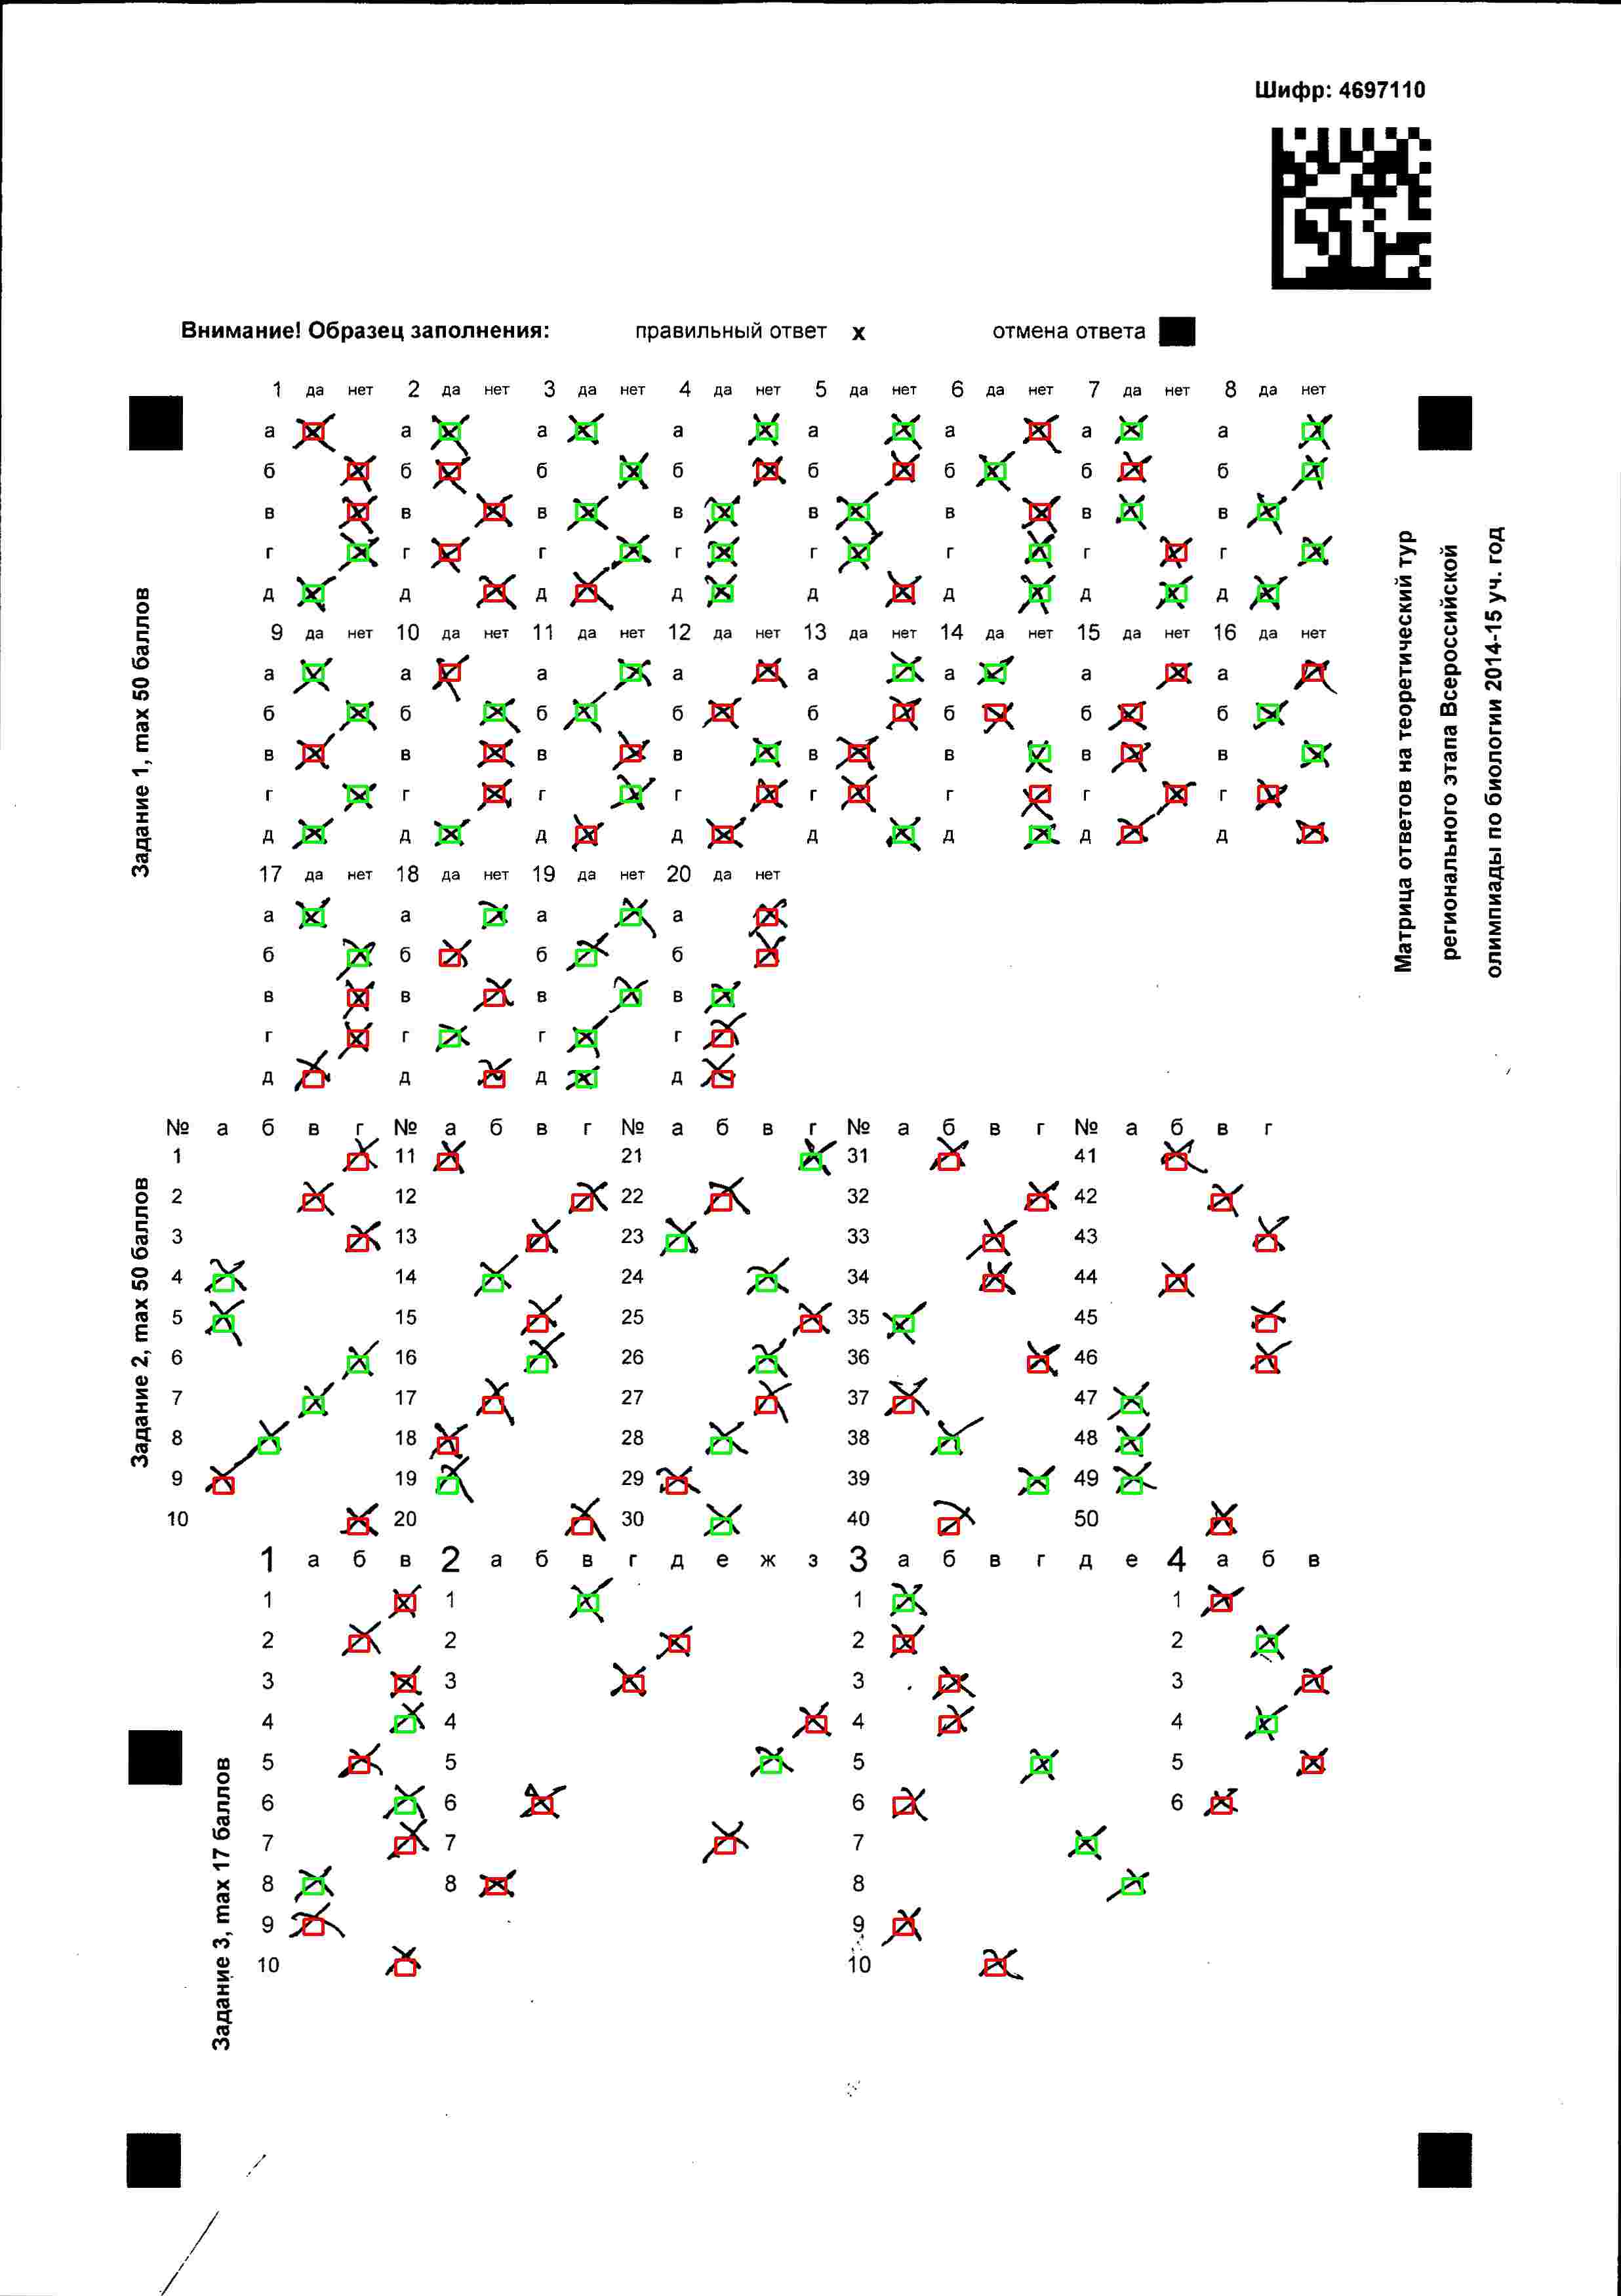 Шифр: 4697110
Внимание! Образец заполнения: правильный ответ х отмена ответа
1 да нет 2 да нет 3 да нет 4 да нет 5 да нет 6 да нет 7 да нет 8 да нет
а а а а а а а а
б б б б б б б б
в в в в в в в в
г г г г г г г г
д д д д д д д д
9 да нет 10 да нет 11 да нет 12 да нет 13 да нет 14 да нет 15 да нет 16 да нет
а а а а а а а а
б б б б б б б б
в в в в в в в в
г г г г г г г г
д д д д д д д д
17 да нет 18 да нет 19 да нет 20 да нет
а а а а
б б б б
в в в в
г г г г
д д д д
Задание 1, max 50 баллов
Матрица ответов на теоретический тур
регионального этапа Всероссийской
олимпиады по биологии 2014-15 уч. год
№ а б в г № а б в г № а б в г № а б в г № а б в г
1 11 21 31 41
2 12 22 32 42
3 13 23 33 43
4 14 24 34 44
5 15 25 35 45
6 16 26 36 46
7 17 27 37 47
8 18 28 38 48
9 19 29 39 49
10 20 30 40 50
Задание 2, max 50 баллов
1 а б в 2 а б в г д е ж з 3 а б в г д е 4 а б в
1 1 1 1
2 2 2 2
3 3 3 3
4 4 4 4
5 5 5 5
6 6 6 6
7 7 7
8 8 8
9 9
10 10
Задание 3, max 17 баллов